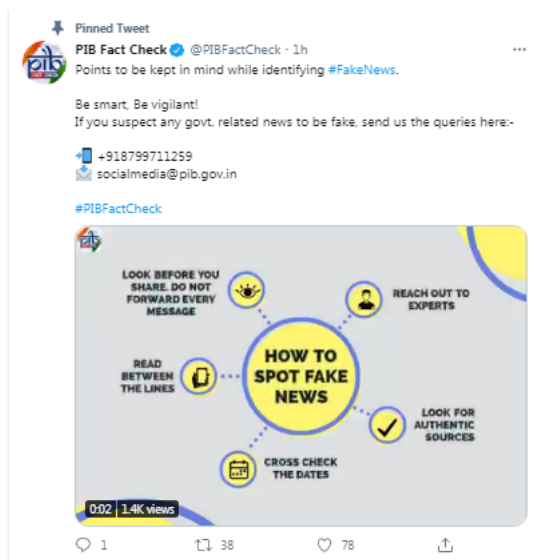 Pinned Tweet
PIB Fact Check @PIBFactCheck · 1h
Points to be kept in mind while identifying #FakeNews.
Be smart, Be vigilant!
If you suspect any govt. related news to be fake, send us the queries here:-
+918799711259
socialmedia@pib.gov.in
#PIBFactCheck
pib
FACT CHECK
pib
LOOK BEFORE YOU
SHARE. DO NOT
FORWARD EVERY
MESSAGE
REACH OUT TO
EXPERTS
HOW TO
SPOT FAKE
NEWS
READ
BETWEEN
THE LINES
LOOK FOR
AUTHENTIC
SOURCES
CROSS CHECK
THE DATES
0:02 1.4K views
1 38 78